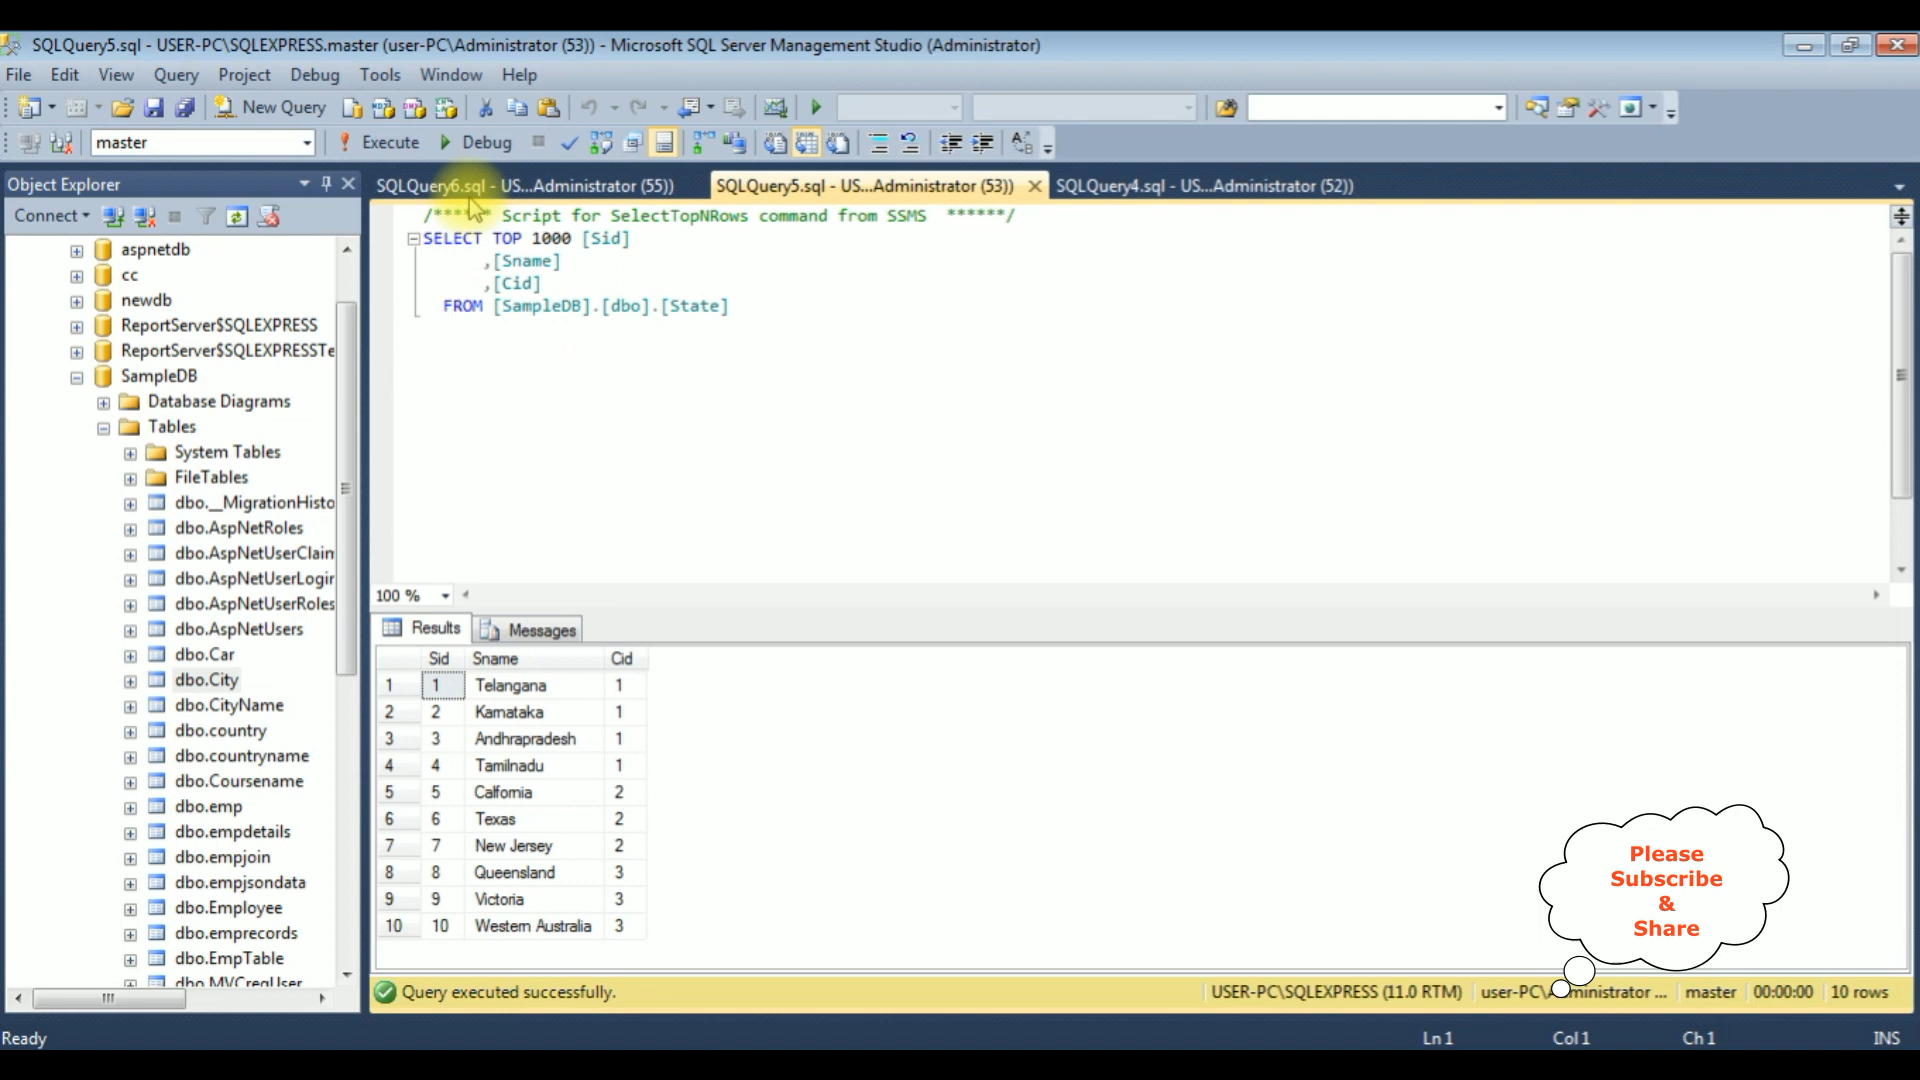 SQLQuery5.sql - USER-PC\SQLEXPRESS.master (user-PC\Administrator (53)) - Microsoft SQL Server Management Studio (Administrator)
File Edit View Query Project Debug Tools Window Help
New Query
master Execute Debug
Object Explorer
SQLQuery6.sql - US...Administrator (55)) SQLQuery5.sql - US...Administrator (53)) SQLQuery4.sql - US...Administrator (52))
Connect
aspnetdb
cc
newdb
ReportServer$SQLEXPRESS
ReportServer$SQLEXPRESSTe
SampleDB
Database Diagrams
Tables
System Tables
FileTables
dbo.__MigrationHisto
dbo.AspNetRoles
dbo.AspNetUserClain
dbo.AspNetUserLogir
dbo.AspNetUserRoles
dbo.AspNetUsers
dbo.Car
dbo.City
dbo.CityName
dbo.country
dbo.countryname
dbo.Coursename
dbo.emp
dbo.empdetails
dbo.empjoin
dbo.empjsondata
dbo.Employee
dbo.emprecords
dbo.EmpTable
dbo.MVCregUser
/****** Script for SelectTopNRows command from SSMS ******/
SELECT TOP 1000 [Sid]
,[Sname]
,[Cid]
FROM [SampleDB].[dbo].[State]
100 %
Results Messages
Sid Sname Cid
1 1 Telangana 1
2 2 Karnataka 1
3 3 Andhrapradesh 1
4 4 Tamilnadu 1
5 5 Calfornia 2
6 6 Texas 2
7 7 New Jersey 2
8 8 Queensland 3
9 9 Victoria 3
10 10 Western Australia 3
Please
Subscribe
&
Share
Query executed successfully. USER-PC\SQLEXPRESS (11.0 RTM) user-PC\Administrator ... master 00:00:00 10 rows
Ready Ln 1 Col 1 Ch 1 INS